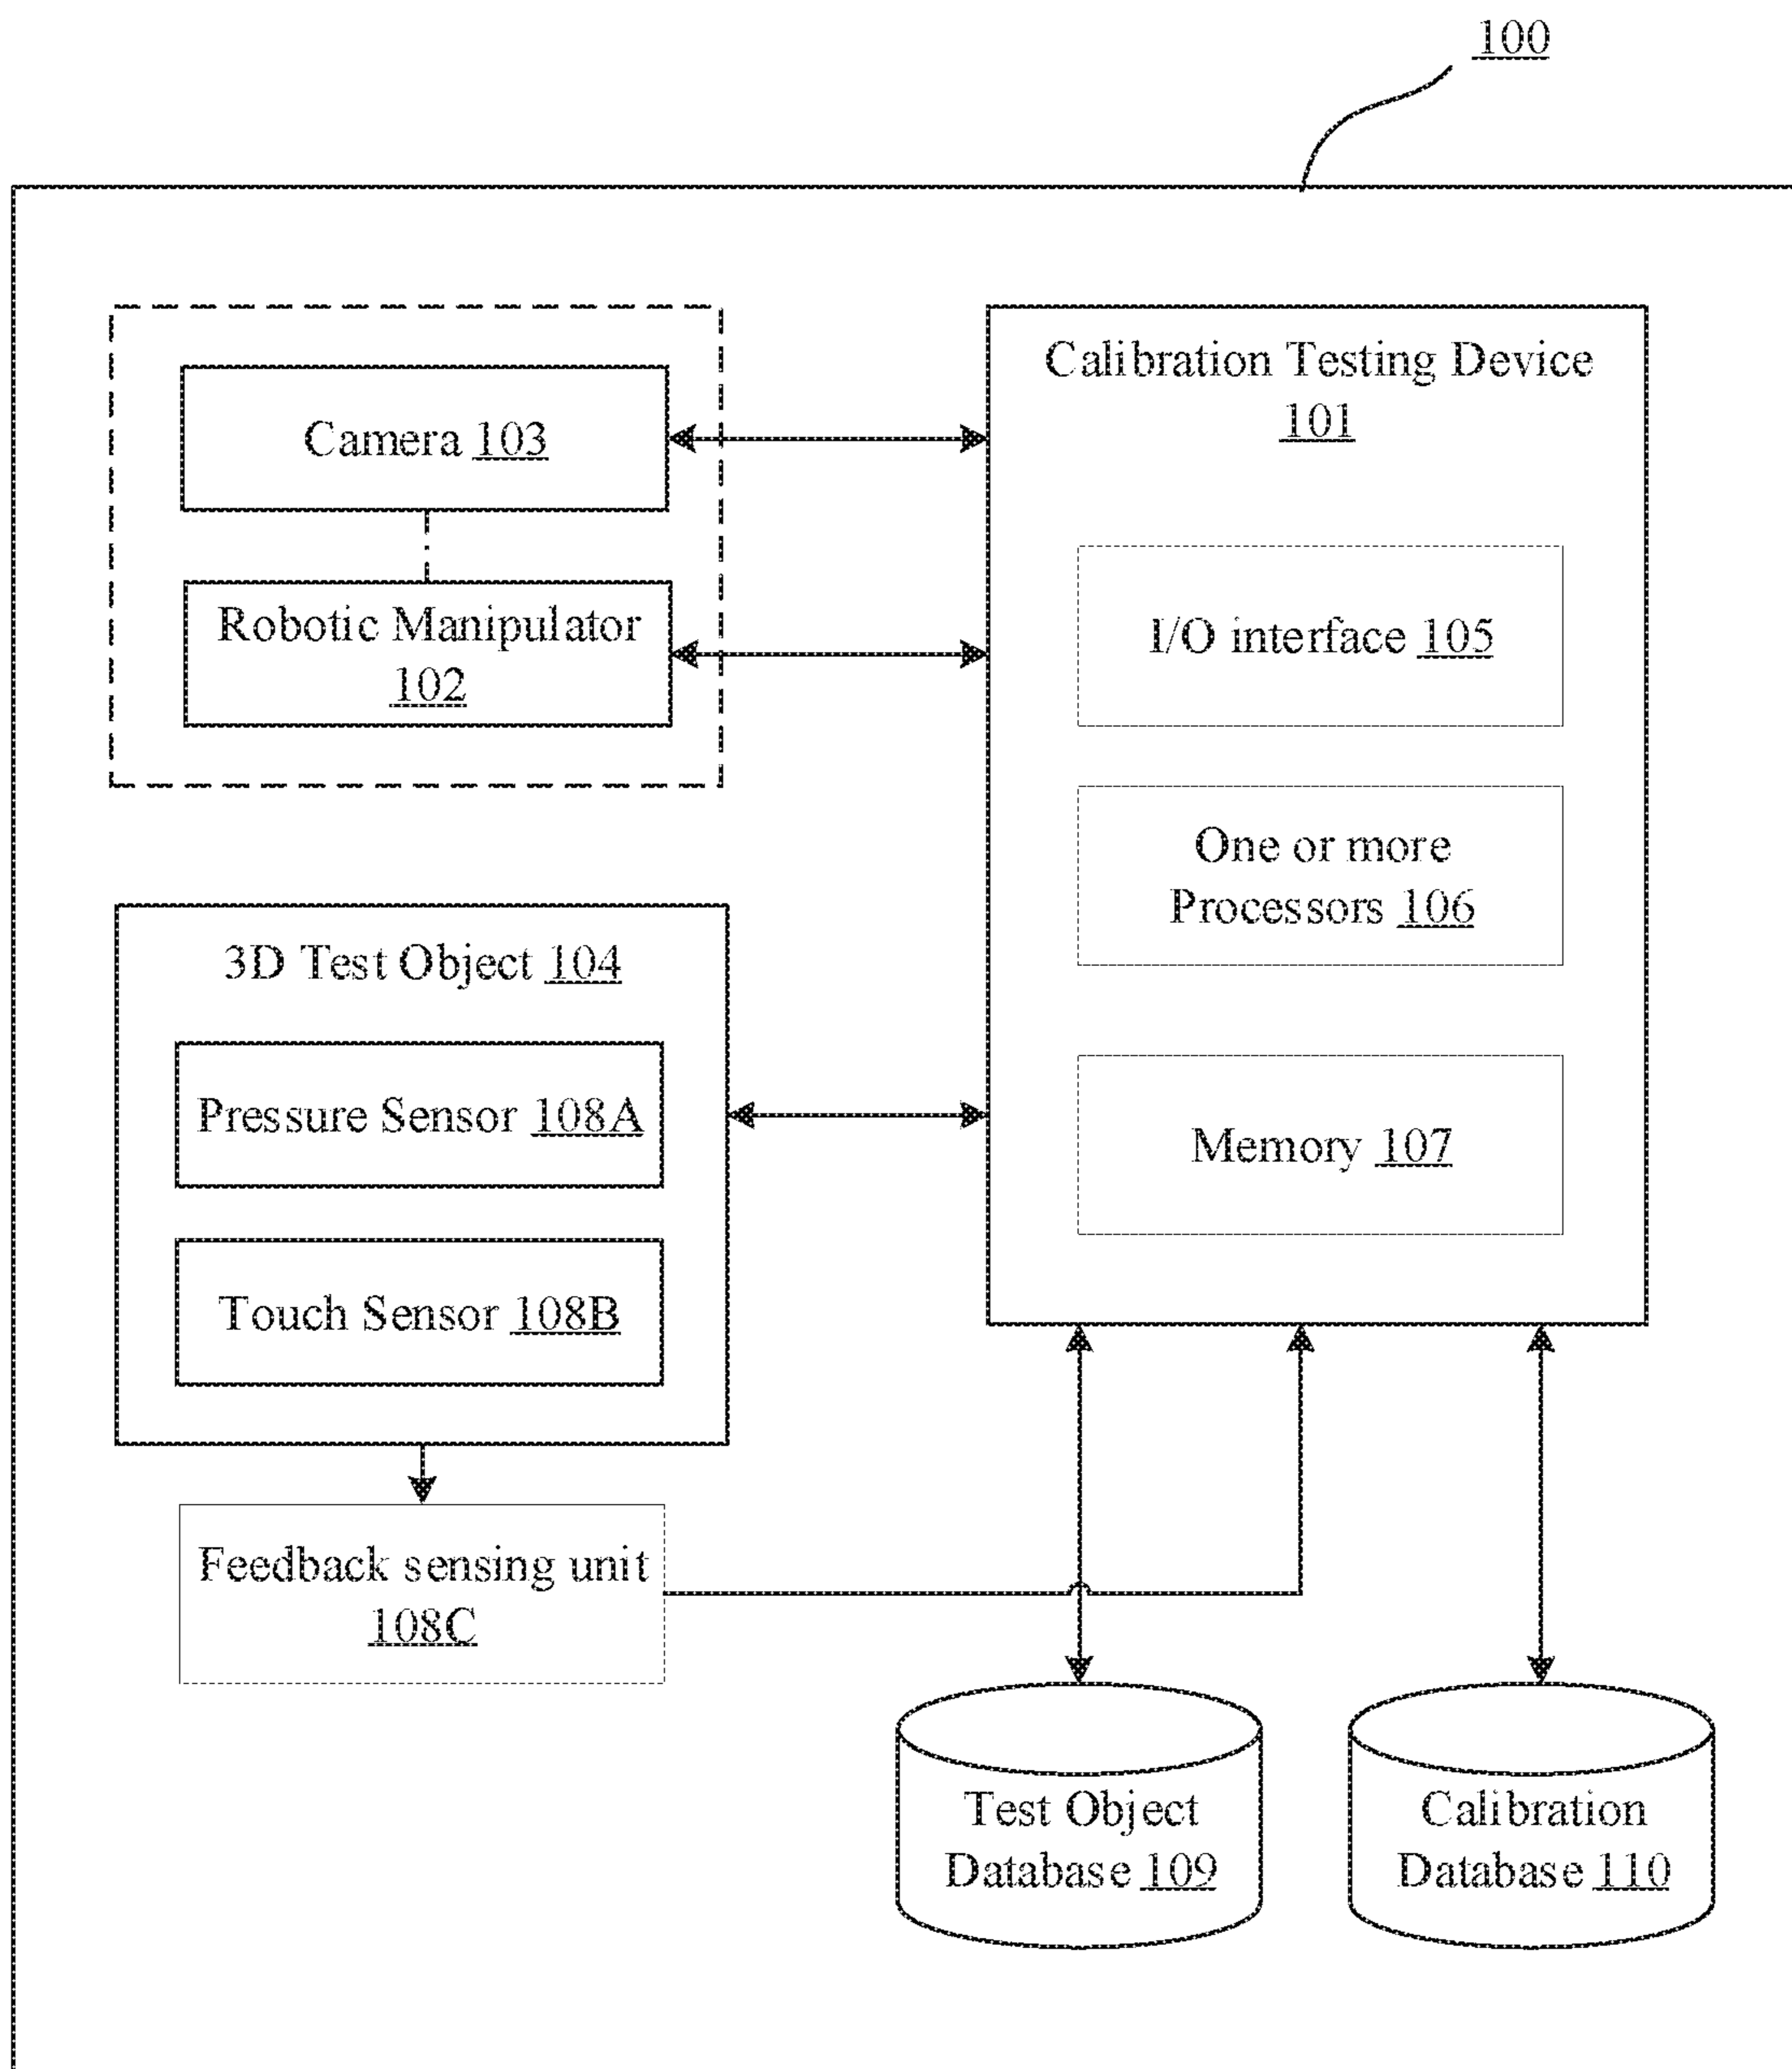 100
Camera 103
Robotic Manipulator
102
Calibration Testing Device
101
I/O interface 105
One or more
Processors 106
Memory 107
3D Test Object 104
Pressure Sensor 108A
Touch Sensor 108B
Feedback sensing unit
108C
Test Object
Database 109
Calibration
Database 110